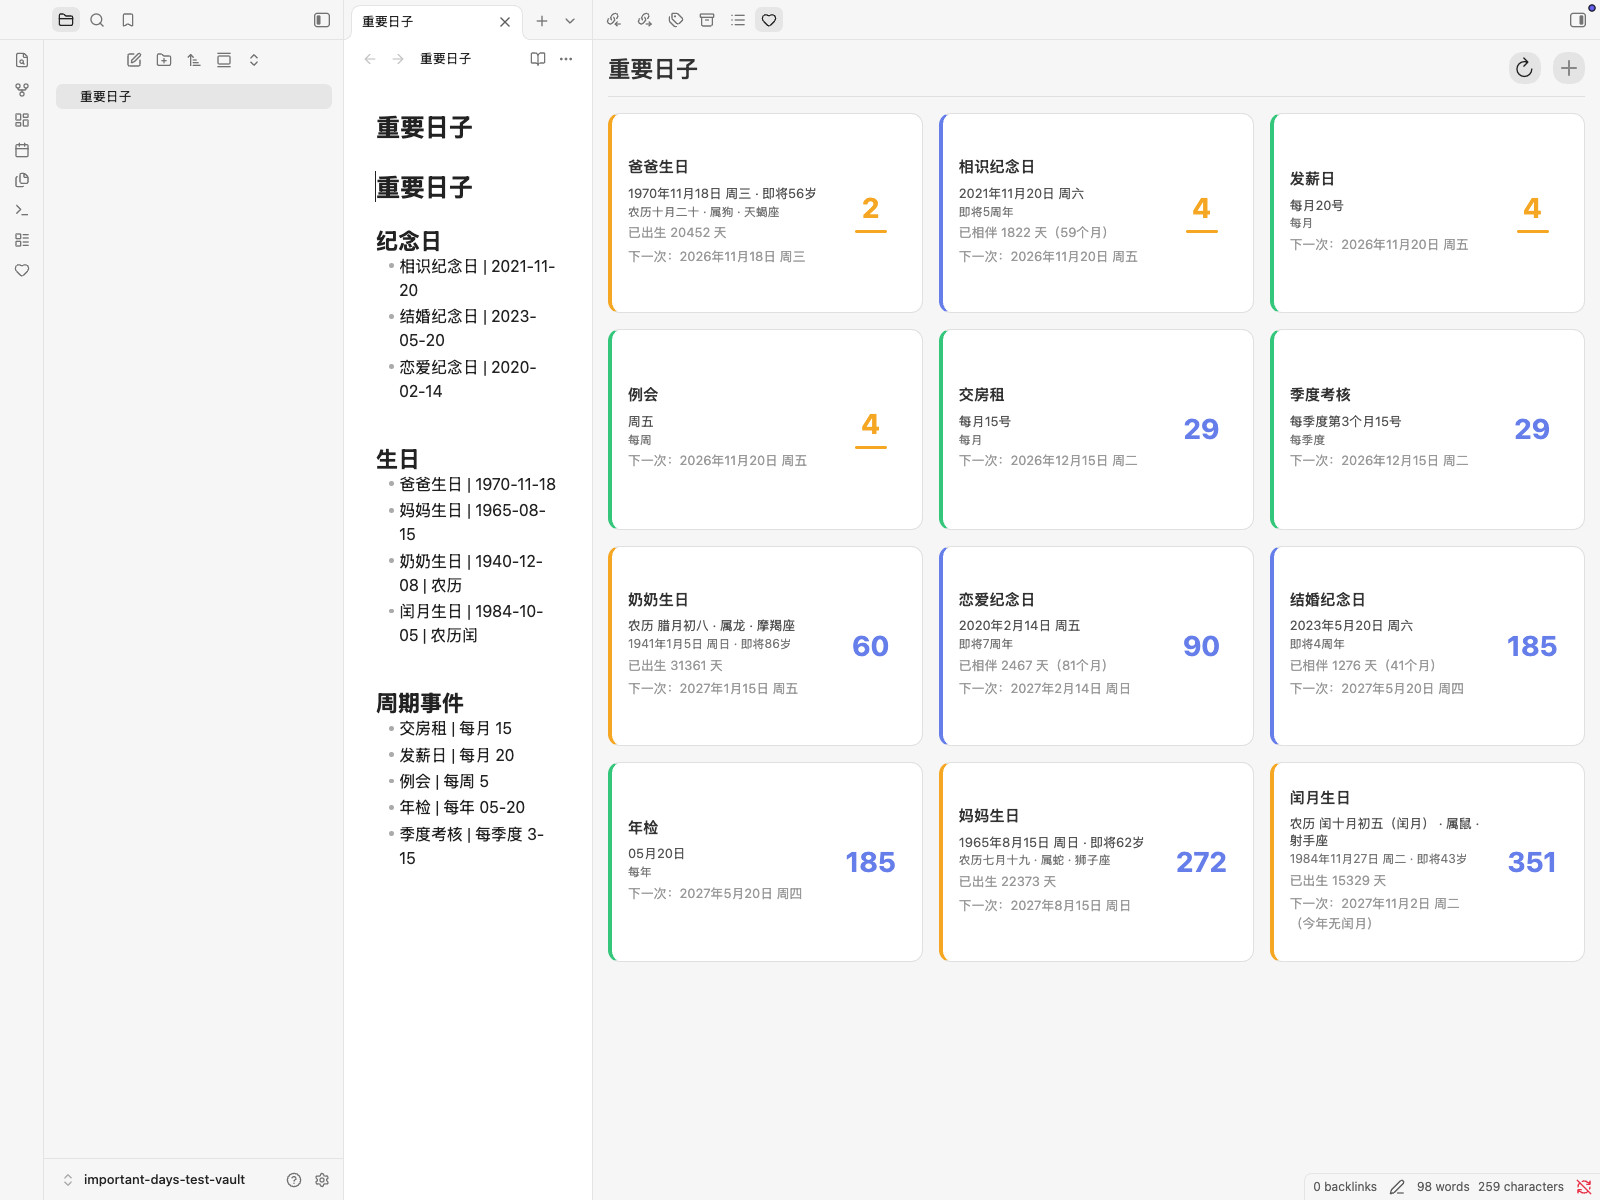 重要日子
重要日子
重要日子
重要日子
重要日子
纪念日
相识纪念日 | 2021-11-
20
结婚纪念日 | 2023-
05-20
恋爱纪念日 | 2020-
02-14
生日
爸爸生日 | 1970-11-18
妈妈生日 | 1965-08-
15
奶奶生日 | 1940-12-
08 | 农历
闰月生日 | 1984-10-
05 | 农历闰
周期事件
交房租 | 每月 15
发薪日 | 每月 20
例会 | 每周 5
年检 | 每年 05-20
季度考核 | 每季度 3-
15
重要日子
爸爸生日
1970年11月18日 周三 · 即将56岁
农历十月二十 · 属狗 · 天蝎座
已出生 20452 天
下一次：2026年11月18日 周三
2
相识纪念日
2021年11月20日 周六
即将5周年
已相伴 1822 天（59个月）
下一次：2026年11月20日 周五
4
发薪日
每月20号
每月
下一次：2026年11月20日 周五
4
例会
周五
每周
下一次：2026年11月20日 周五
4
交房租
每月15号
每月
下一次：2026年12月15日 周二
29
季度考核
每季度第3个月15号
每季度
下一次：2026年12月15日 周二
29
奶奶生日
农历 腊月初八 · 属龙 · 摩羯座
1941年1月5日 周日 · 即将86岁
已出生 31361 天
下一次：2027年1月15日 周五
60
恋爱纪念日
2020年2月14日 周五
即将7周年
已相伴 2467 天（81个月）
下一次：2027年2月14日 周日
90
结婚纪念日
2023年5月20日 周六
即将4周年
已相伴 1276 天（41个月）
下一次：2027年5月20日 周四
185
年检
05月20日
每年
下一次：2027年5月20日 周四
185
妈妈生日
1965年8月15日 周日 · 即将62岁
农历七月十九 · 属蛇 · 狮子座
已出生 22373 天
下一次：2027年8月15日 周日
272
闰月生日
农历 闰十月初五（闰月） · 属鼠 ·
射手座
1984年11月27日 周二 · 即将43岁
已出生 15329 天
下一次：2027年11月2日 周二
（今年无闰月）
351
important-days-test-vault
0 backlinks
98 words
259 characters